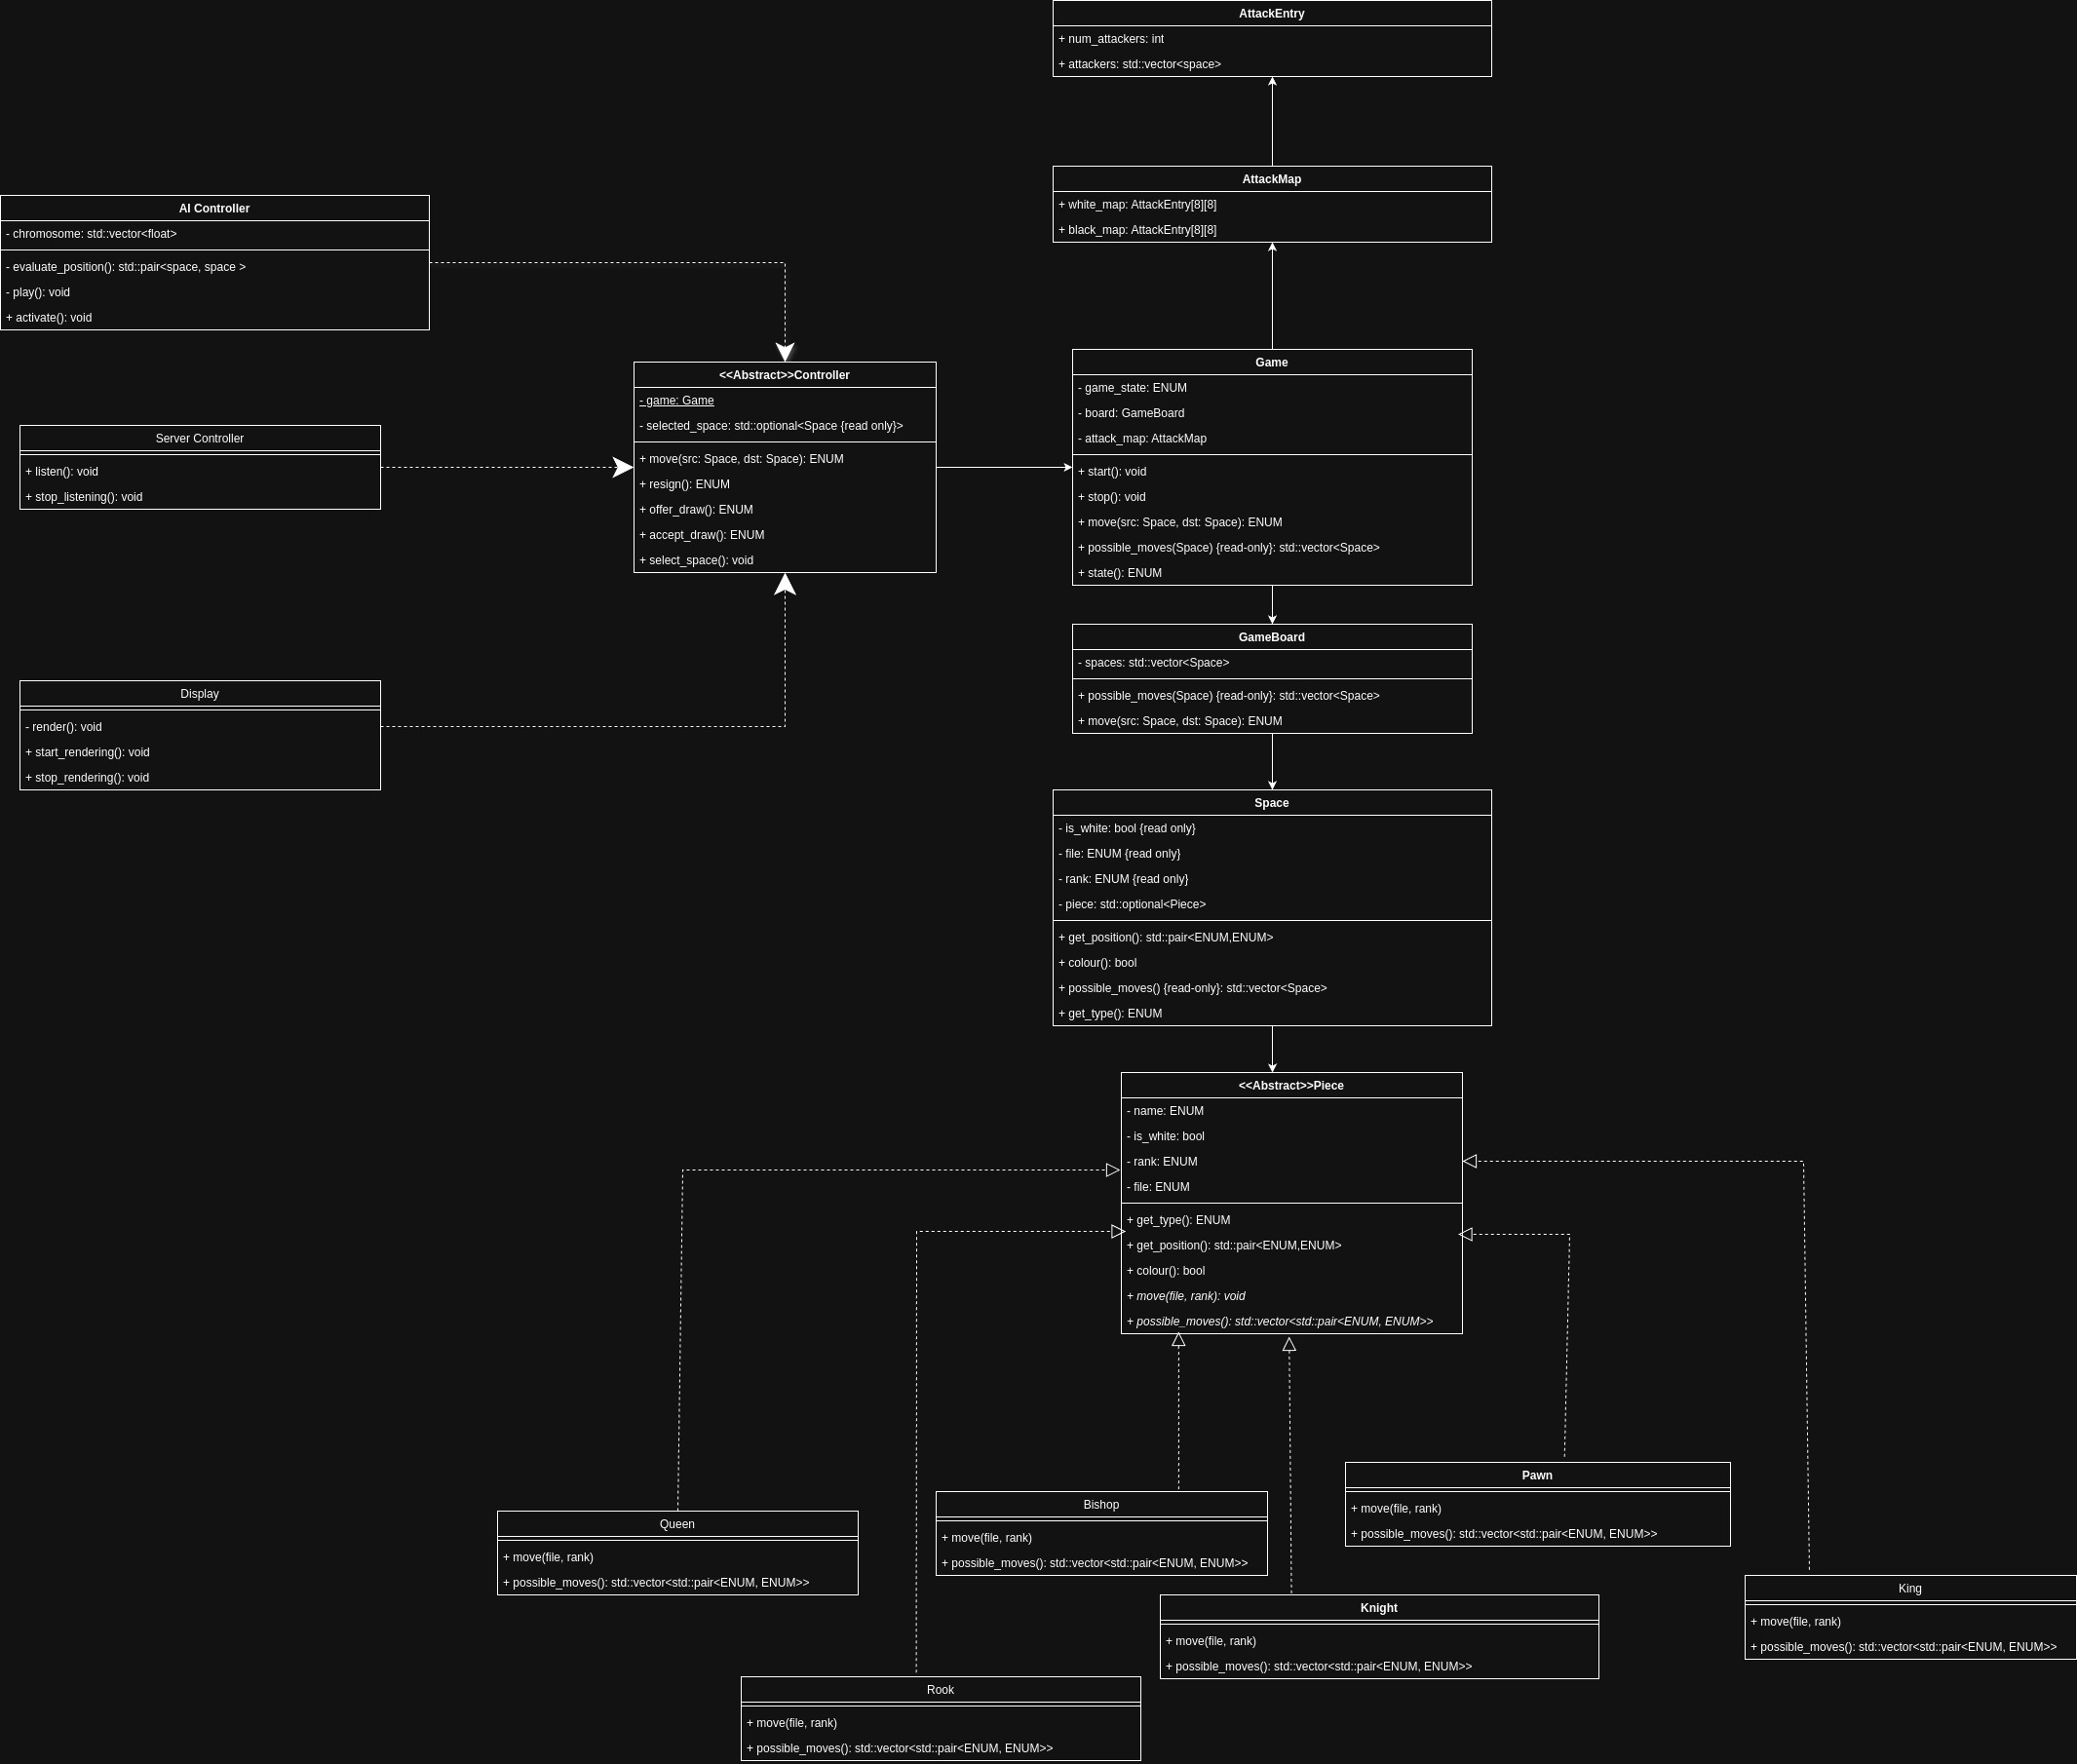 AttackEntry
+ num_attackers: int
+ attackers: std::vector<space>
AttackMap
+ white_map: AttackEntry[8][8]
+ black_map: AttackEntry[8][8]
AI Controller
- chromosome: std::vector<float>
- evaluate_position(): std::pair<space, space >
- play(): void
+ activate(): void
<<Abstract>>Controller
- game: Game
- selected_space: std::optional<Space {read only}>
+ move(src: Space, dst: Space): ENUM
+ resign(): ENUM
+ offer_draw(): ENUM
+ accept_draw(): ENUM
+ select_space(): void
Game
- game_state: ENUM
- board: GameBoard
- attack_map: AttackMap
+ start(): void
+ stop(): void
+ move(src: Space, dst: Space): ENUM
+ possible_moves(Space) {read-only}: std::vector<Space>
+ state(): ENUM
Server Controller
+ listen(): void
+ stop_listening(): void
GameBoard
- spaces: std::vector<Space>
+ possible_moves(Space) {read-only}: std::vector<Space>
+ move(src: Space, dst: Space): ENUM
Display
- render(): void
+ start_rendering(): void
+ stop_rendering(): void
Space
- is_white: bool {read only}
- file: ENUM {read only}
- rank: ENUM {read only}
- piece: std::optional<Piece>
+ get_position(): std::pair<ENUM,ENUM>
+ colour(): bool
+ possible_moves() {read-only}: std::vector<Space>
+ get_type(): ENUM
<<Abstract>>Piece
- name: ENUM
- is_white: bool
- rank: ENUM
- file: ENUM
+ get_type(): ENUM
+ get_position(): std::pair<ENUM,ENUM>
+ colour(): bool
+ move(file, rank): void
+ possible_moves(): std::vector<std::pair<ENUM, ENUM>>
Pawn
+ move(file, rank)
+ possible_moves(): std::vector<std::pair<ENUM, ENUM>>
Bishop
+ move(file, rank)
+ possible_moves(): std::vector<std::pair<ENUM, ENUM>>
Queen
+ move(file, rank)
+ possible_moves(): std::vector<std::pair<ENUM, ENUM>>
King
+ move(file, rank)
+ possible_moves(): std::vector<std::pair<ENUM, ENUM>>
Knight
+ move(file, rank)
+ possible_moves(): std::vector<std::pair<ENUM, ENUM>>
Rook
+ move(file, rank)
+ possible_moves(): std::vector<std::pair<ENUM, ENUM>>